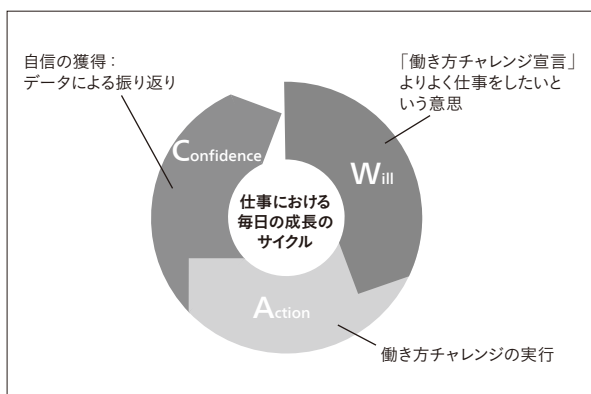 自信の獲得：
データによる振り返り
「働き方チャレンジ宣言」
よりよく仕事をしたいと
いう意思
Confidence
Will
仕事における
毎日の成長の
サイクル
Action
働き方チャレンジの実行